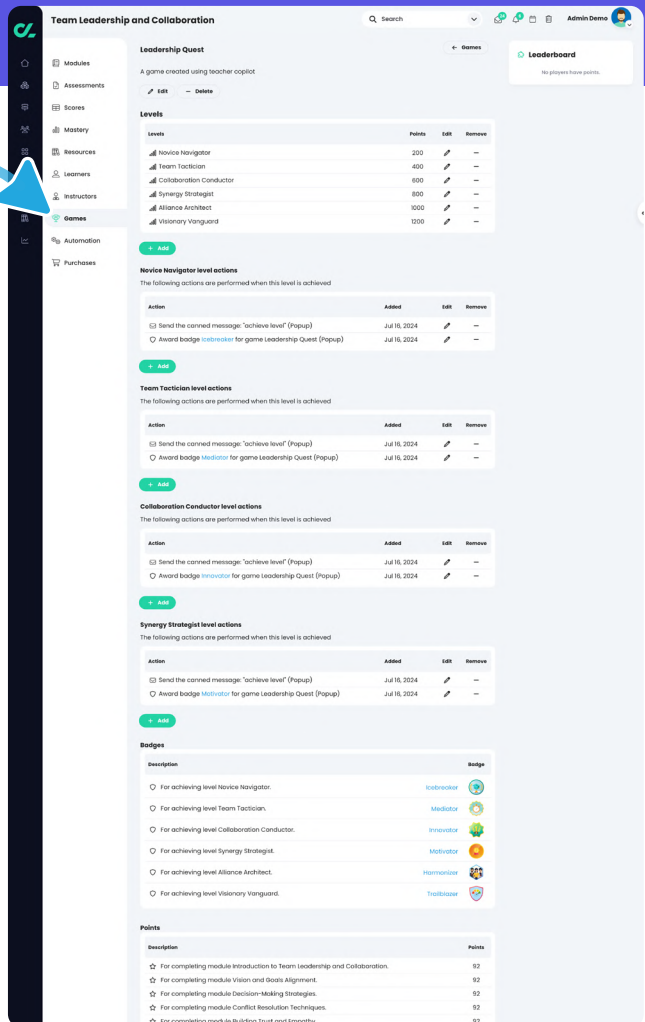 Team Leadership and Collaboration
Search
Admin Demo
Modules
Assessments
Scores
Mastery
Resources
Learners
Instructors
Games
Automation
Purchases
Leadership Quest
← Games
A game created using teacher copilot
Edit − Delete
Levels
Levels Points Edit Remove
Novice Navigator 200
Team Tactician 400
Collaboration Conductor 600
Synergy Strategist 800
Alliance Architect 1000
Visionary Vanguard 1200
+ Add
Novice Navigator level actions
The following actions are performed when this level is achieved
Action Added Edit Remove
Send the canned message: "achieve level" (Popup) Jul 16, 2024
Award badge Icebreaker for game Leadership Quest (Popup) Jul 16, 2024
+ Add
Team Tactician level actions
The following actions are performed when this level is achieved
Action Added Edit Remove
Send the canned message: "achieve level" (Popup) Jul 16, 2024
Award badge Mediator for game Leadership Quest (Popup) Jul 16, 2024
+ Add
Collaboration Conductor level actions
The following actions are performed when this level is achieved
Action Added Edit Remove
Send the canned message: "achieve level" (Popup) Jul 16, 2024
Award badge Innovator for game Leadership Quest (Popup) Jul 16, 2024
+ Add
Synergy Strategist level actions
The following actions are performed when this level is achieved
Action Added Edit Remove
Send the canned message: "achieve level" (Popup) Jul 16, 2024
Award badge Motivator for game Leadership Quest (Popup) Jul 16, 2024
+ Add
Badges
Description Badge
For achieving level Novice Navigator. Icebreaker
For achieving level Team Tactician. Mediator
For achieving level Collaboration Conductor. Innovator
For achieving level Synergy Strategist. Motivator
For achieving level Alliance Architect. Harmonizer
For achieving level Visionary Vanguard. Trailblazer
Points
Description Points
For completing module Introduction to Team Leadership and Collaboration. 92
For completing module Vision and Goals Alignment. 92
For completing module Decision-Making Strategies. 92
For completing module Conflict Resolution Techniques. 92
For completing module Building Trust and Empathy. 92
Leaderboard
No players have points.